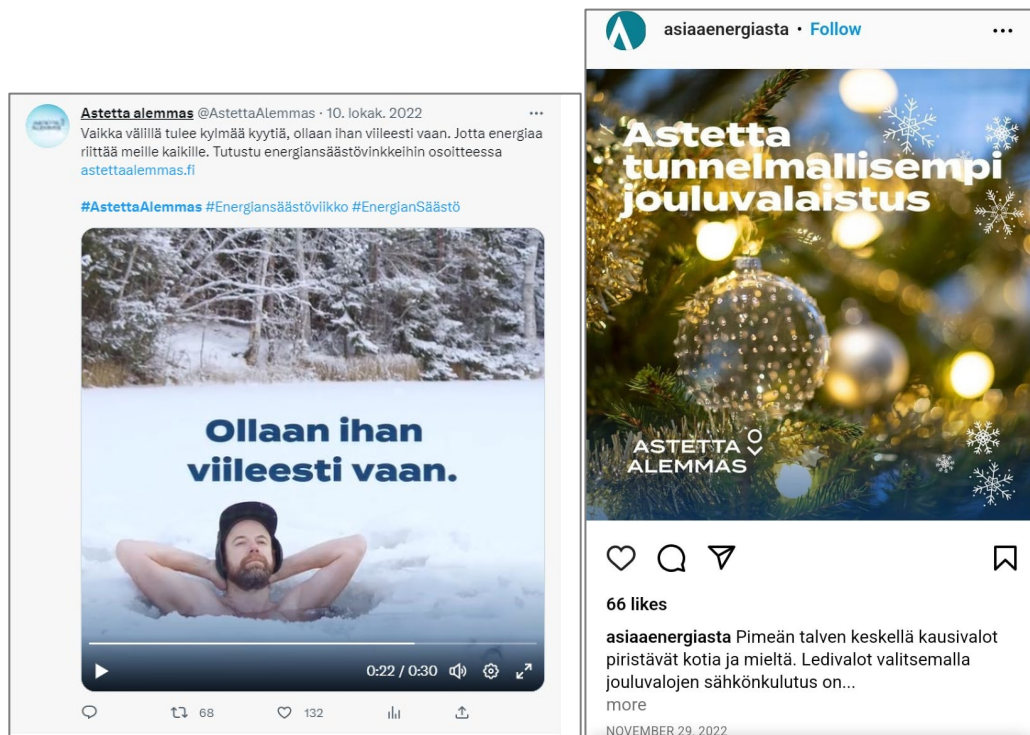 Astetta alemmas @AstettaAlemmas · 10. lokak. 2022
Vaikka välillä tulee kylmää kyytiä, ollaan ihan viileesti vaan. Jotta energiaa
riittää meille kaikille. Tutustu energiansäästövinkkeihin osoitteessa
astettaalemmas.fi
#AstettaAlemmas #Energiansäästöviikko #EnergianSäästö
Ollaan ihan
viileesti vaan.
0:22 / 0:30
68
132
asiaaenergiasta • Follow
Astetta
tunnelmallisempi
jouluvalaistus
ASTETTA
ALEMMAS
66 likes
asiaaenergiasta Pimeän talven keskellä kausivalot
piristävät kotia ja mieltä. Ledivalot valitsemalla
jouluvalojen sähkönkulutus on...
more
NOVEMBER 29, 2022